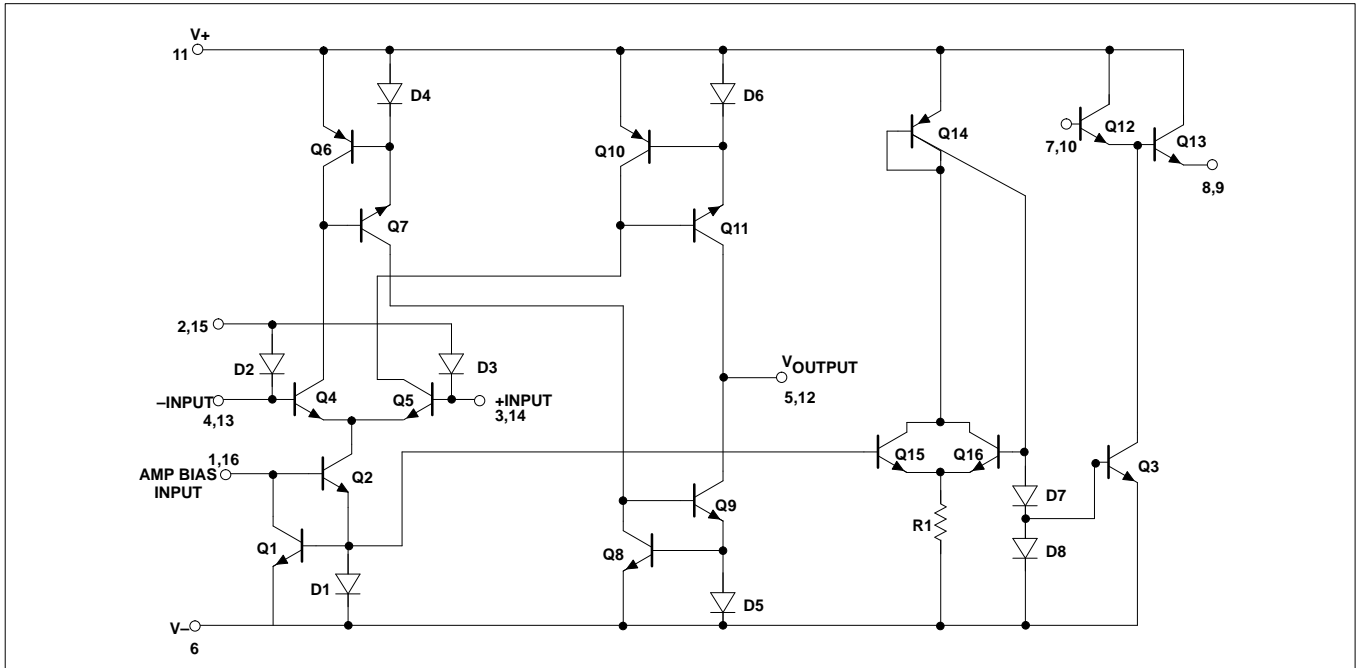 V+
11
D4
D6
Q6
Q10
Q14
Q12
Q13
7,10
8,9
Q7
Q11
2,15
D2
D3
VOUTPUT
5,12
–INPUT
4,13
Q4
Q5
+INPUT
3,14
AMP BIAS
INPUT
1,16
Q2
Q15
Q16
Q3
D7
Q9
R1
Q1
Q8
D8
D1
D5
V–
6